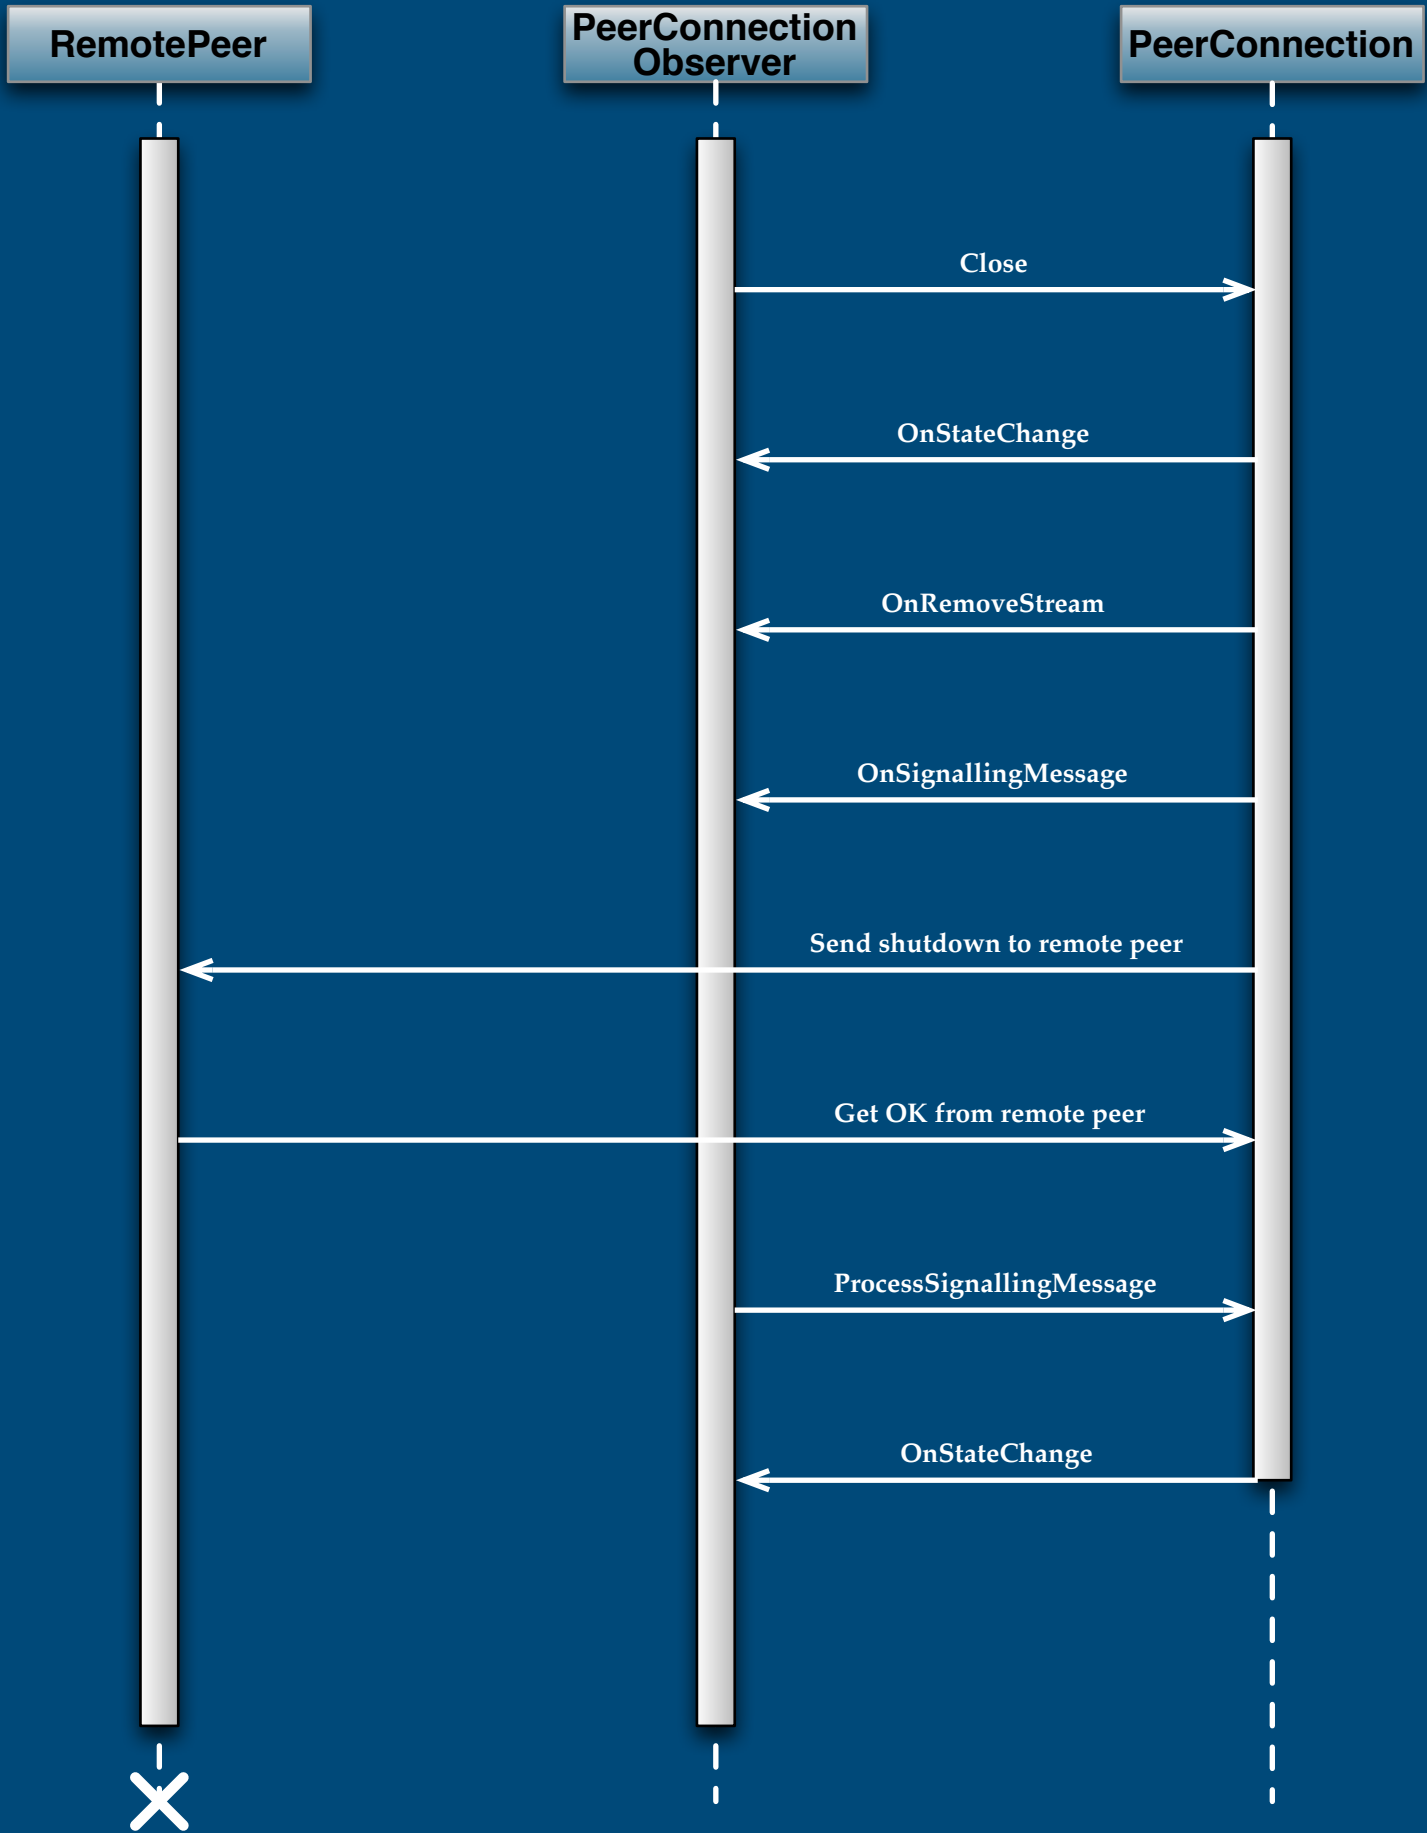 RemotePeer
PeerConnection
Observer
PeerConnection
Close
OnStateChange
OnRemoveStream
OnSignallingMessage
Send shutdown to remote peer
Get OK from remote peer
ProcessSignallingMessage
OnStateChange